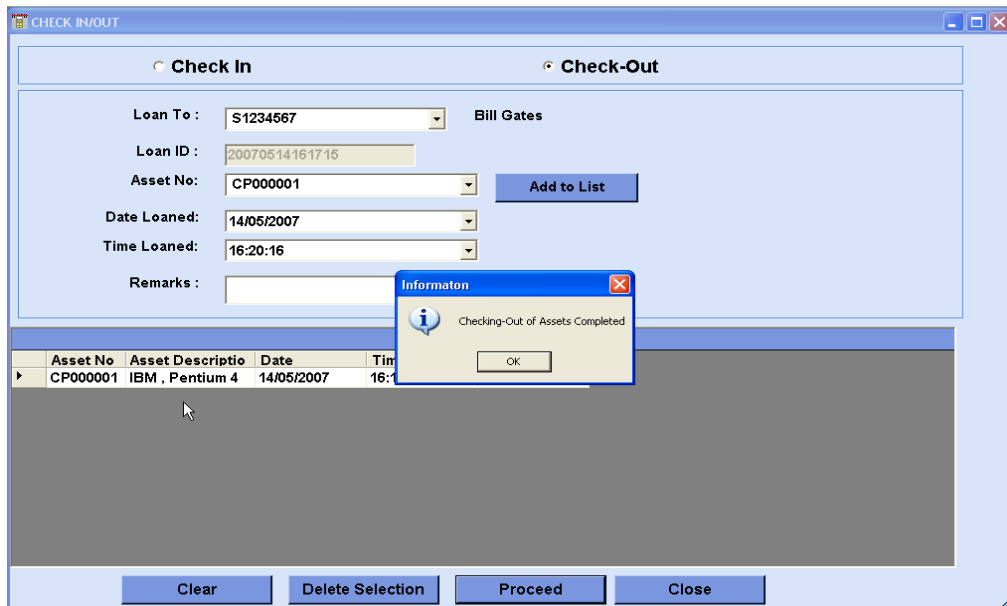 CHECK IN/OUT
Check In Check-Out
Loan To : S1234567 Bill Gates
Loan ID : 20070514161715
Asset No: CP000001 Add to List
Date Loaned: 14/05/2007
Time Loaned: 16:20:16
Remarks :
Informaton
Checking-Out of Assets Completed
OK
Asset No Asset Descriptio Date
CP000001 IBM , Pentium 4 14/05/2007
Clear Delete Selection Proceed Close